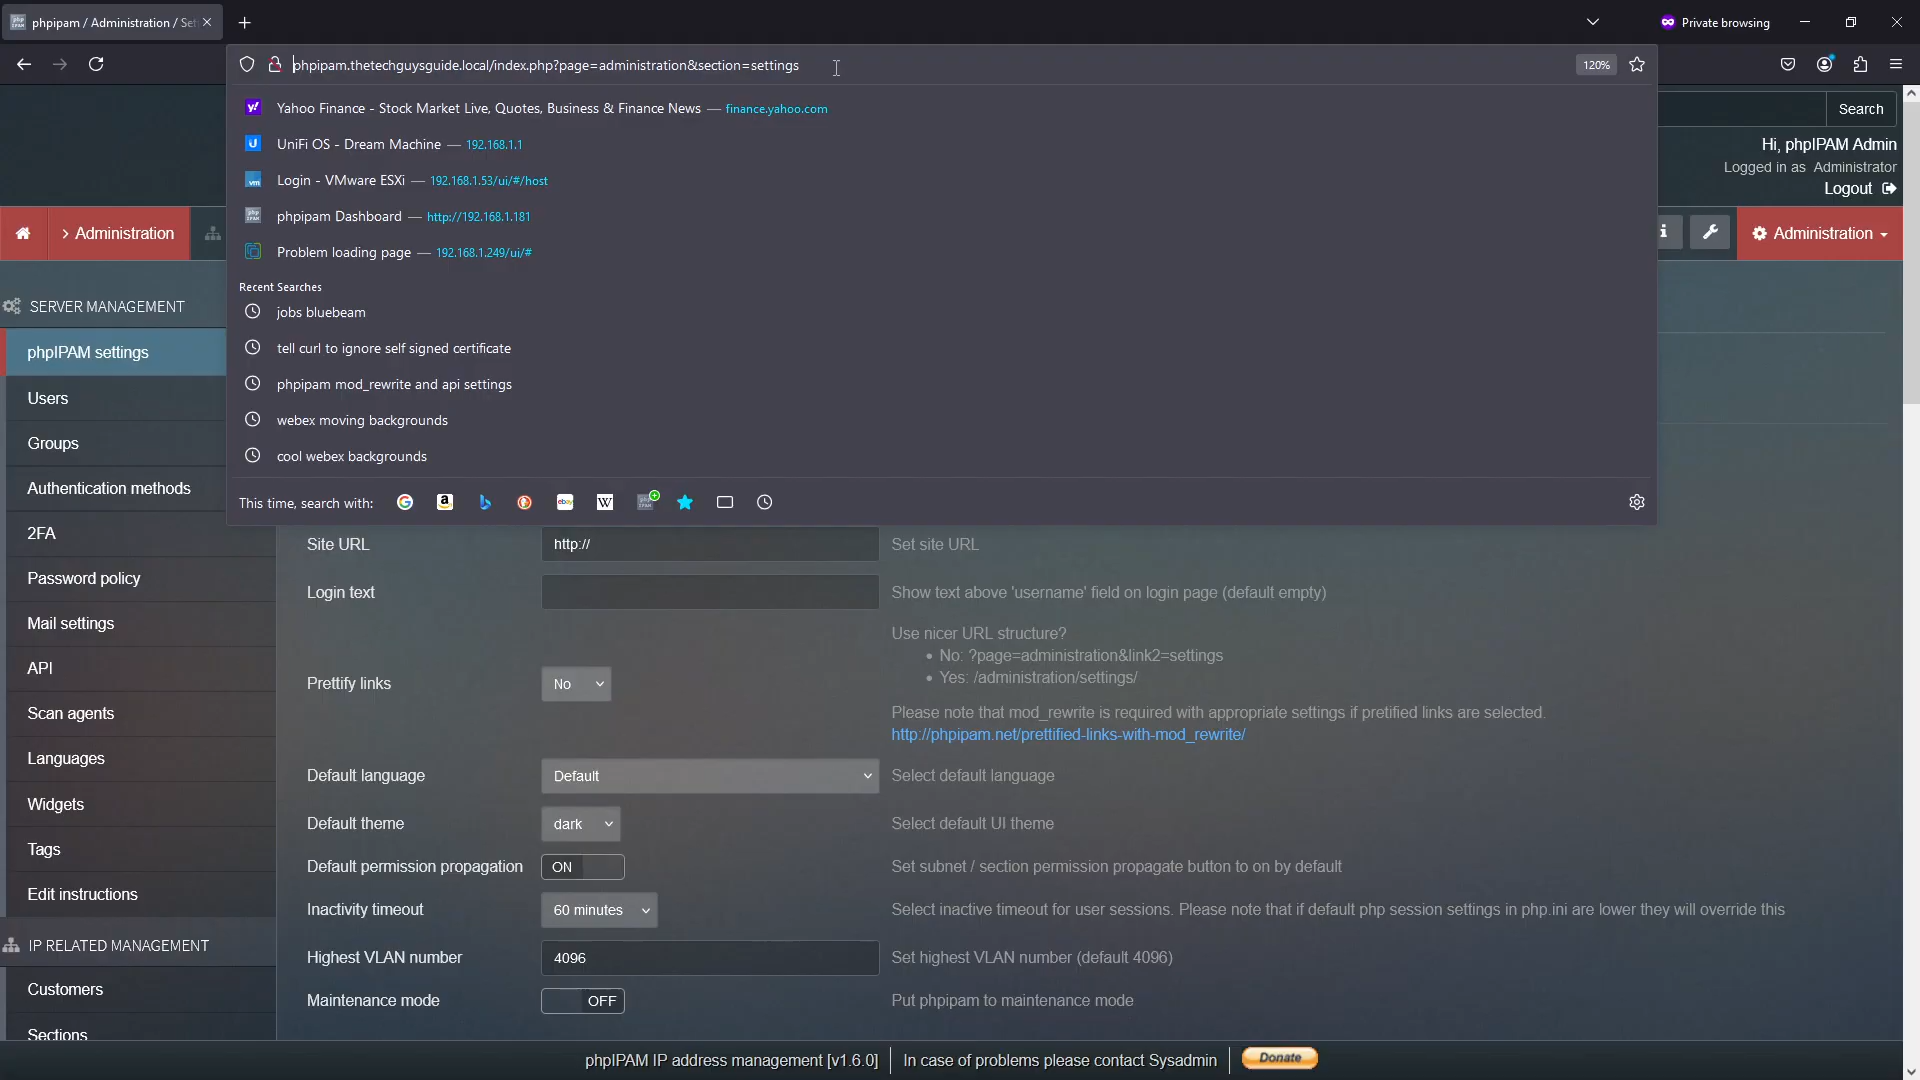 phpipam / Administration / Set
Private browsing
phpipam.thetechguysguide.local/index.php?page=administration&section=settings
120%
Yahoo Finance - Stock Market Live, Quotes, Business & Finance News — finance.yahoo.com
UniFi OS - Dream Machine — 192.168.1.1
Login - VMware ESXi — 192.168.1.53/ui/#/host
phpipam Dashboard — http://192.168.1.181
Problem loading page — 192.168.1.249/ui/#
Recent Searches
jobs bluebeam
tell curl to ignore self signed certificate
phpipam mod_rewrite and api settings
webex moving backgrounds
cool webex backgrounds
This time, search with:
Search
Hi, phpIPAM Admin
Logged in as Administrator
Logout
Administration
Administration
SERVER MANAGEMENT
phpIPAM settings
Users
Groups
Authentication methods
2FA
Password policy
Mail settings
API
Scan agents
Languages
Widgets
Tags
Edit instructions
IP RELATED MANAGEMENT
Customers
Sections
Site URL http:// Set site URL
Login text Show text above 'username' field on login page (default empty)
Use nicer URL structure?
• No: ?page=administration&link2=settings
• Yes: /administration/settings/
Prettify links No
Please note that mod_rewrite is required with appropriate settings if pretified links are selected.
http://phpipam.net/prettified-links-with-mod_rewrite/
Default language Default Select default language
Default theme dark Select default UI theme
Default permission propagation ON Set subnet / section permission propagate button to on by default
Inactivity timeout 60 minutes Select inactive timeout for user sessions. Please note that if default php session settings in php.ini are lower they will override this
Highest VLAN number 4096 Set highest VLAN number (default 4096)
Maintenance mode OFF Put phpipam to maintenance mode
phpIPAM IP address management [v1.6.0] In case of problems please contact Sysadmin Donate